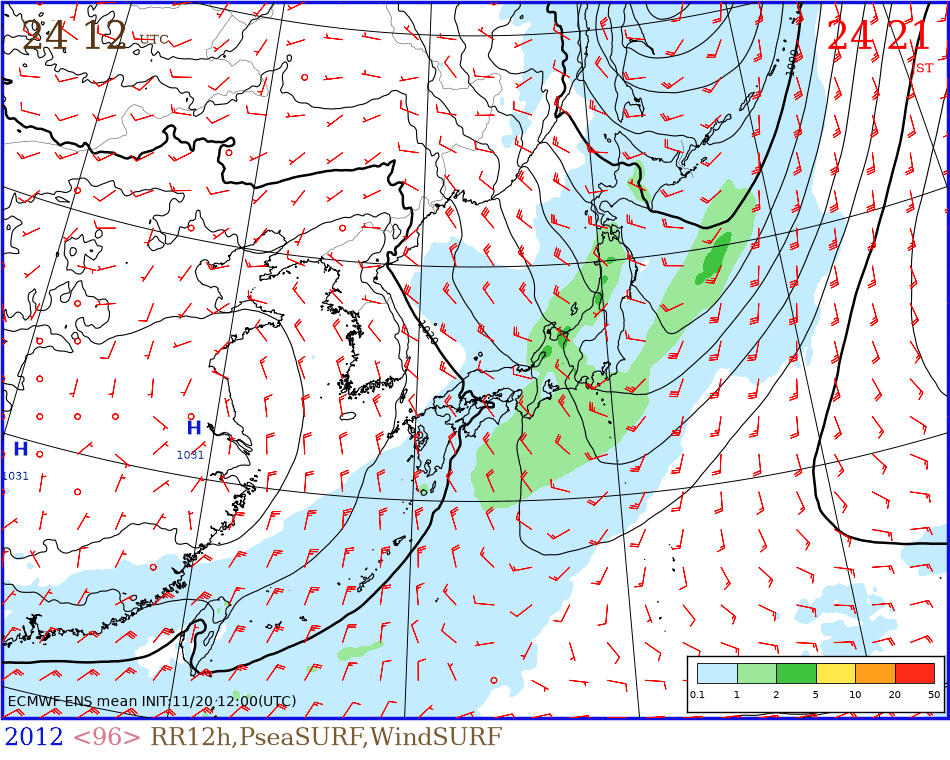 24 12 UTC
24 21
ST
1000
1020
H
1031
H
1031
0.1 1 2 5 10 20 50
ECMWF ENS mean INIT:11/20 12:00(UTC)
2012 <96> RR12h,PseaSURF,WindSURF